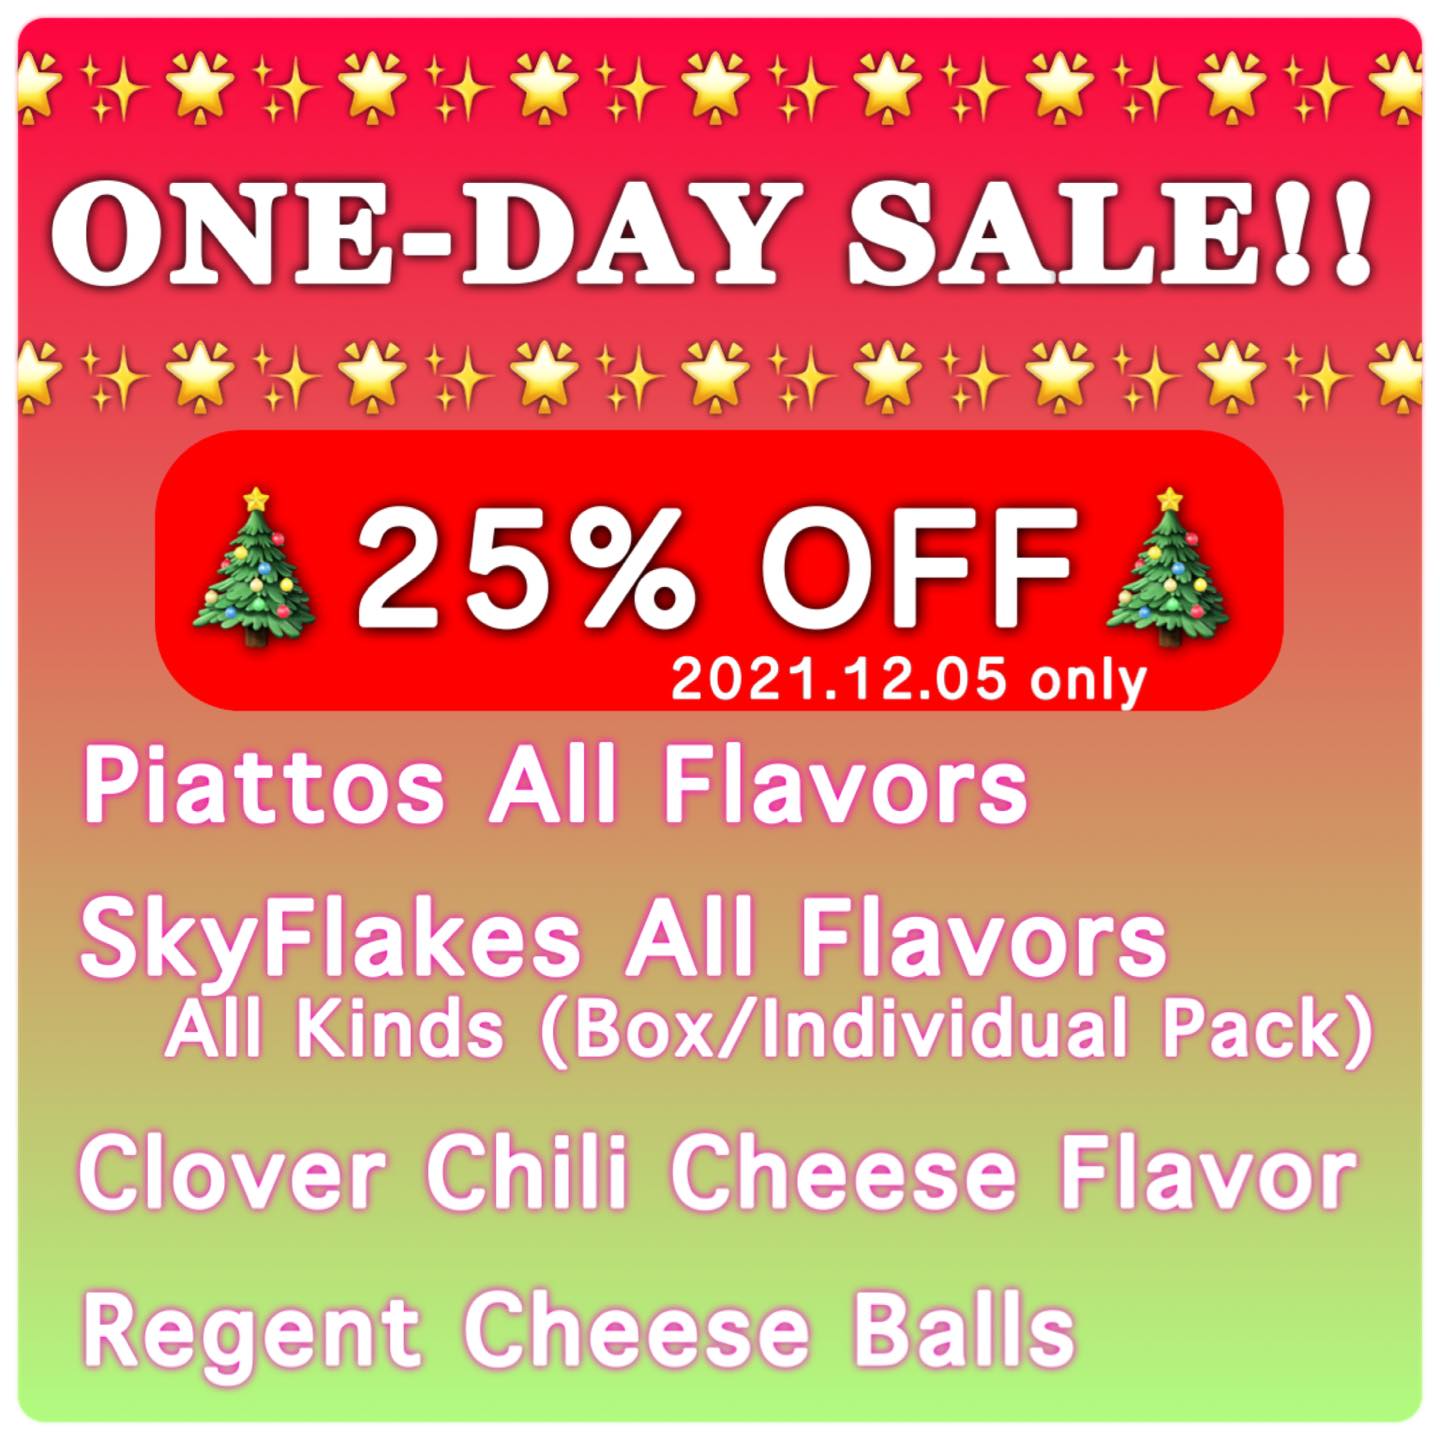 ONE-DAY SALE!!
25% OFF
2021.12.05 only
Piattos All Flavors
SkyFlakes All Flavors
All Kinds (Box/Individual Pack)
Clover Chili Cheese Flavor
Regent Cheese Balls